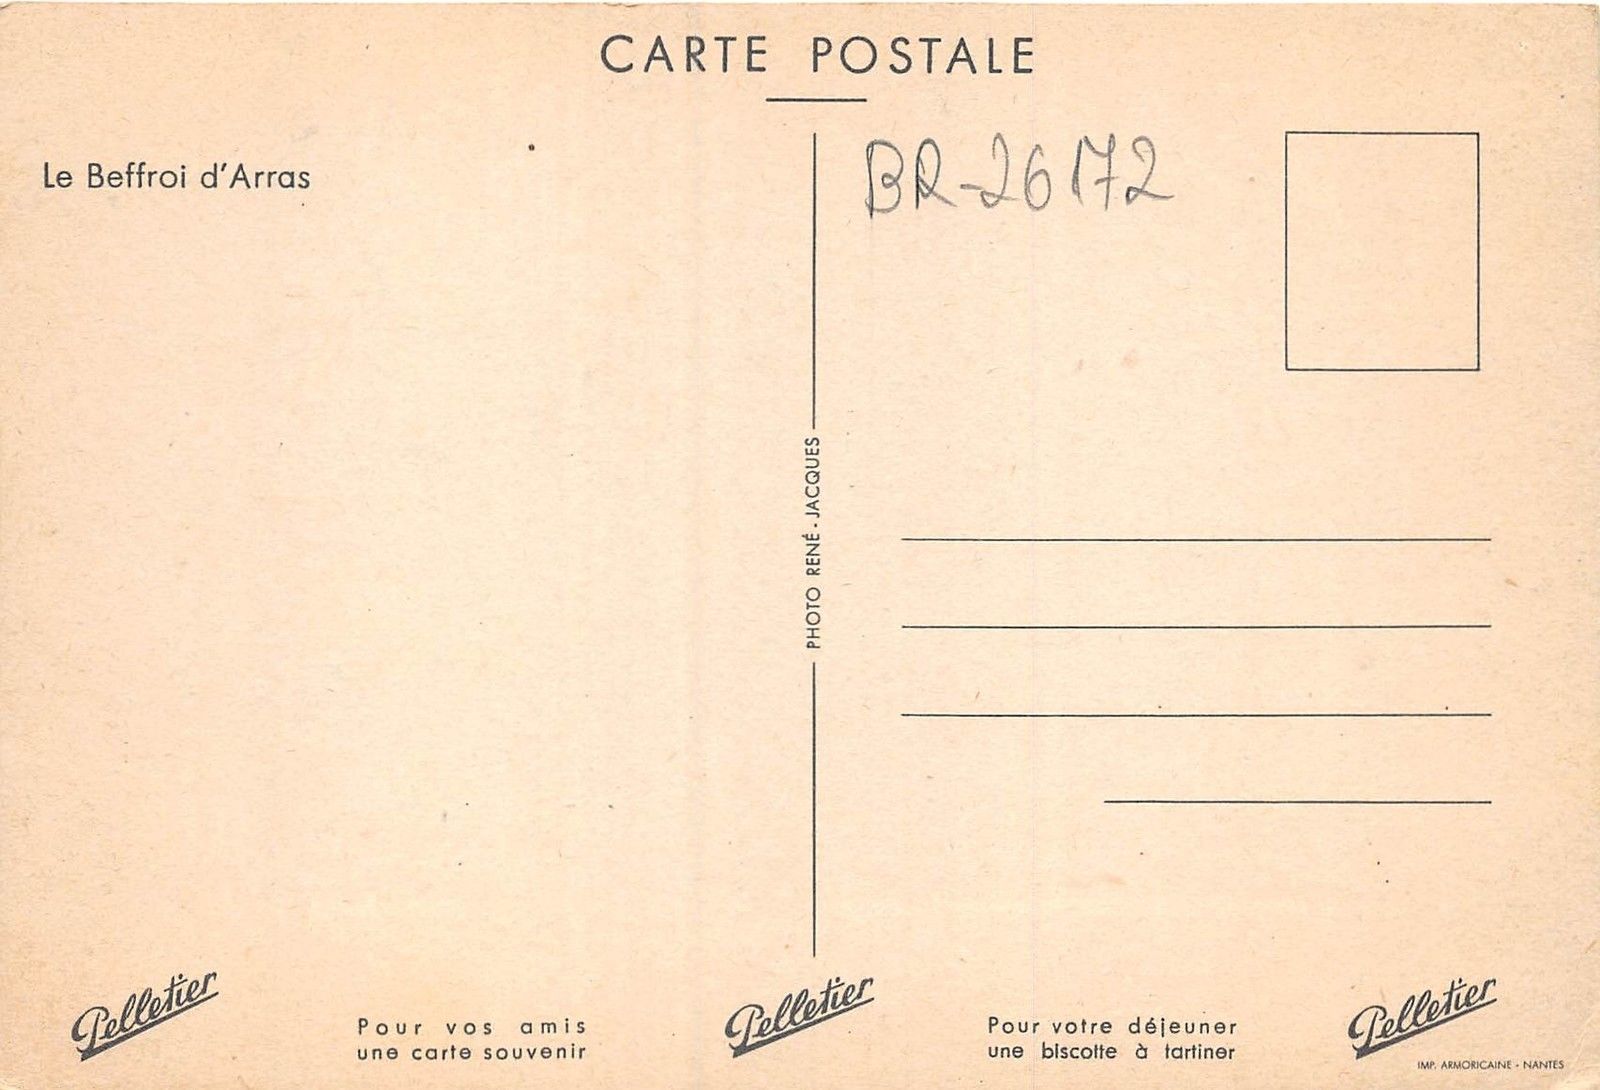 CARTE POSTALE
Le Beffroi d'Arras
BR-26172
PHOTO RENÉ-JACQUES
Pelletier
Pour vos amis
une carte souvenir
Pelletier
Pour votre déjeuner
une biscotte à tartiner
Pelletier
IMP. ARMORICAINE - NANTES